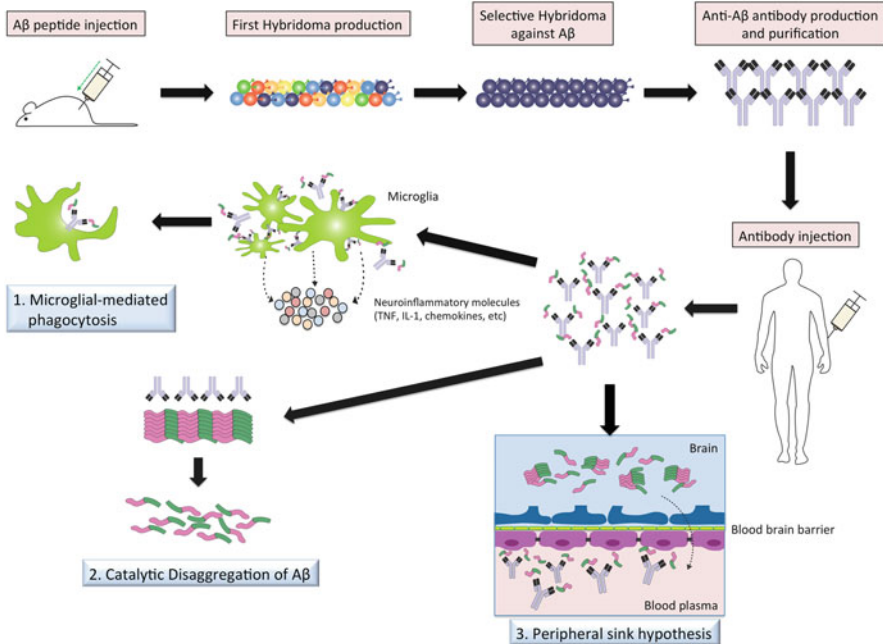 Aβ peptide injection
First Hybridoma production
Selective Hybridoma
against Aβ
Anti-Aβ antibody production
and purification
Microglia
Antibody injection
1. Microglial-mediated
phagocytosis
Neuroinflammatory molecules
(TNF, IL-1, chemokines, etc)
Brain
Blood brain barrier
2. Catalytic Disaggregation of Aβ
Blood plasma
3. Peripheral sink hypothesis